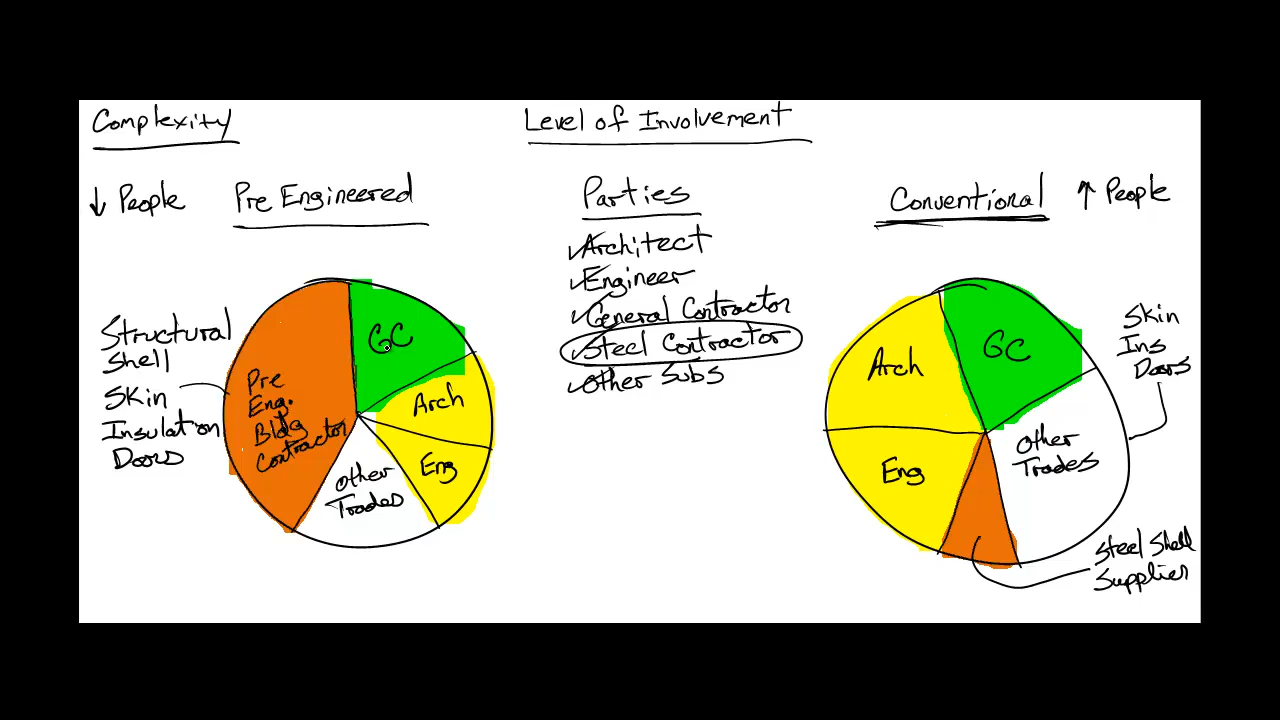 Complexity
Level of Involvement
↓ People
Pre Engineered
Parties
Conventional
↑ People
Architect
Engineer
General Contractor
Steel Contractor
Other Subs
Structural
Shell
Skin
Insulation
Doors
Pre
Eng.
Bldg
Contractor
GC
Arch
Eng
Other
Trades
Arch
GC
Eng
Other
Trades
Skin
Ins
Doors
Steel Shell
Supplier